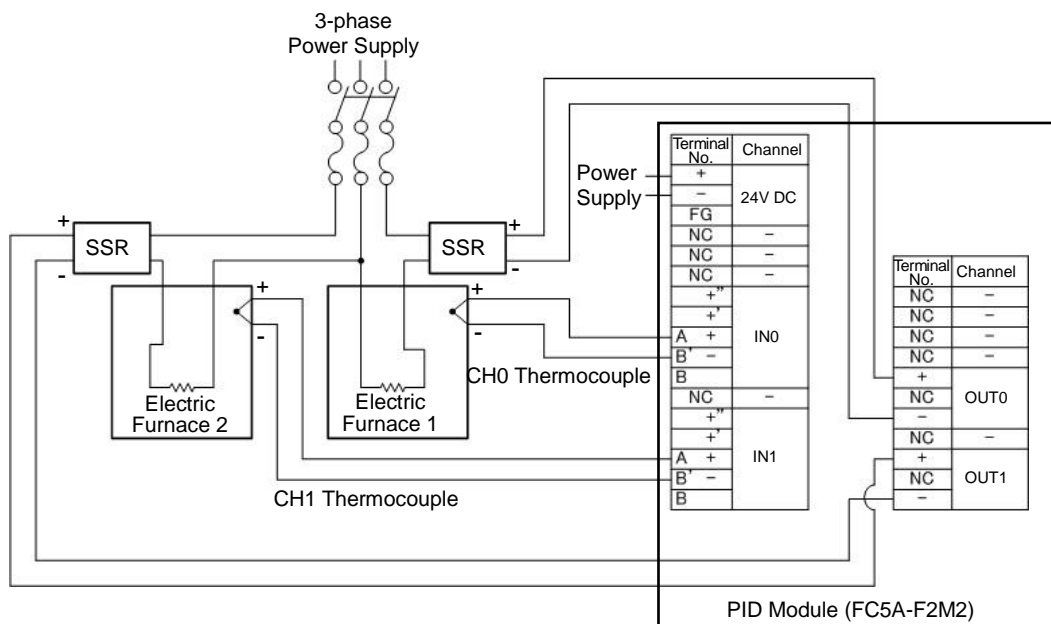 3-phase
Power Supply
+
SSR
-
SSR
+
-
+
-
Electric
Furnace 2
+
-
Electric
Furnace 1
CH0 Thermocouple
CH1 Thermocouple
Power
Supply
Terminal No. Channel
+ 24V DC
-
FG
NC -
NC -
NC -
+" IN0
+'
A +
B' -
B
NC -
+" IN1
+'
A +
B' -
B
Terminal No. Channel
NC -
NC -
NC -
NC -
+ OUT0
NC
-
NC -
+ OUT1
NC
-
PID Module (FC5A-F2M2)